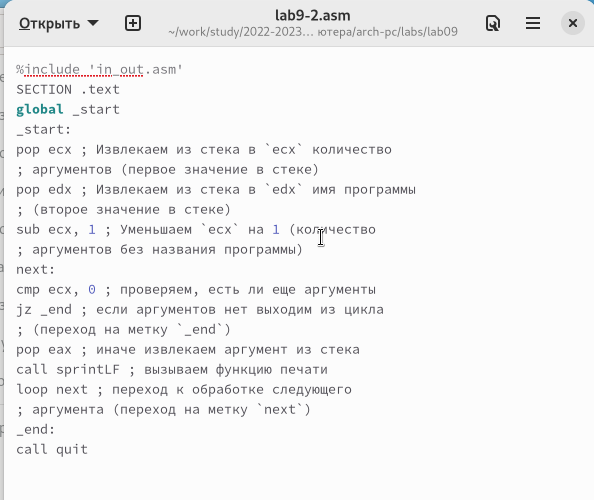 Открыть
lab9-2.asm
~/work/study/2022-2023... ютера/arch-pc/labs/lab09
%include 'in_out.asm'
SECTION .text
global _start
_start:
pop ecx ; Извлекаем из стека в `ecx` количество
; аргументов (первое значение в стеке)
pop edx ; Извлекаем из стека в `edx` имя программы
; (второе значение в стеке)
sub ecx, 1 ; Уменьшаем `ecx` на 1 (количество
; аргументов без названия программы)
next:
cmp ecx, 0 ; проверяем, есть ли еще аргументы
jz _end ; если аргументов нет выходим из цикла
; (переход на метку `_end`)
pop eax ; иначе извлекаем аргумент из стека
call sprintLF ; вызываем функцию печати
loop next ; переход к обработке следующего
; аргумента (переход на метку `next`)
_end:
call quit